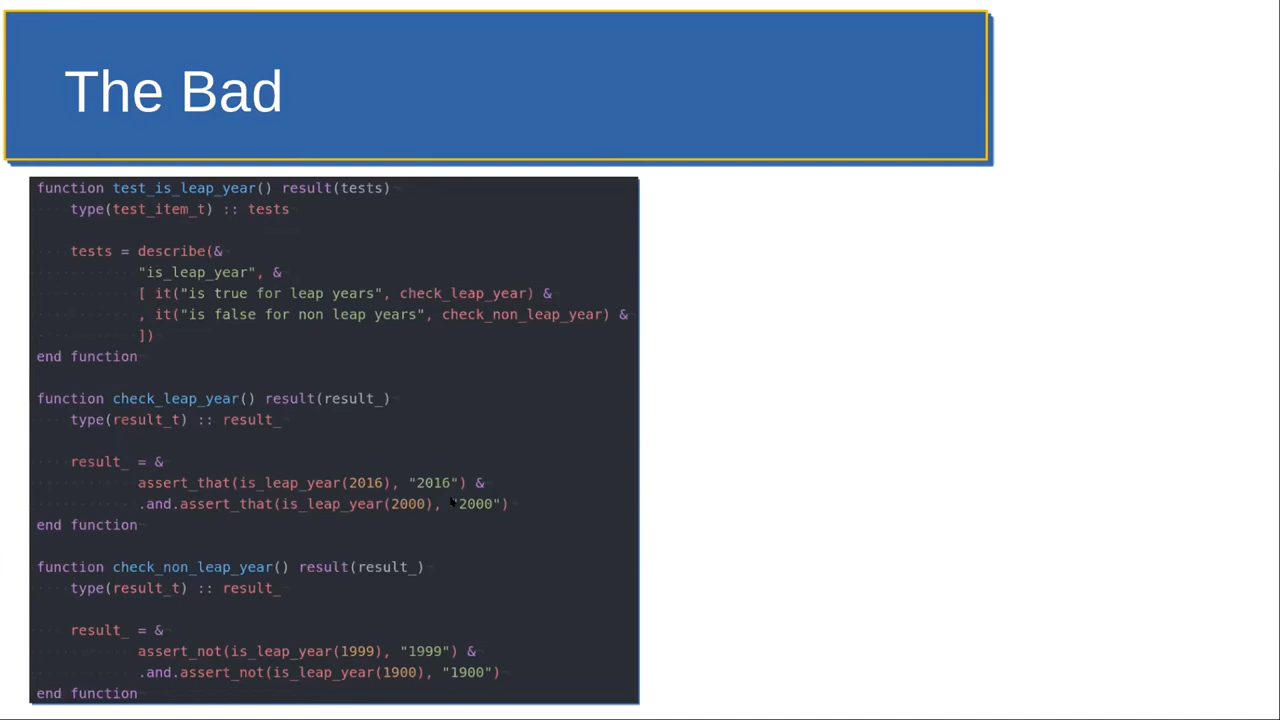 The Bad
function test_is_leap_year() result(tests)
type(test_item_t) :: tests
tests = describe(&
"is_leap_year", &
[ it("is true for leap years", check_leap_year) &
, it("is false for non leap years", check_non_leap_year) &
])
end function
function check_leap_year() result(result_)
type(result_t) :: result_
result_ = &
assert_that(is_leap_year(2016), "2016") &
.and.assert_that(is_leap_year(2000), "2000")
end function
function check_non_leap_year() result(result_)
type(result_t) :: result_
result_ = &
assert_not(is_leap_year(1999), "1999") &
.and.assert_not(is_leap_year(1900), "1900")
end function